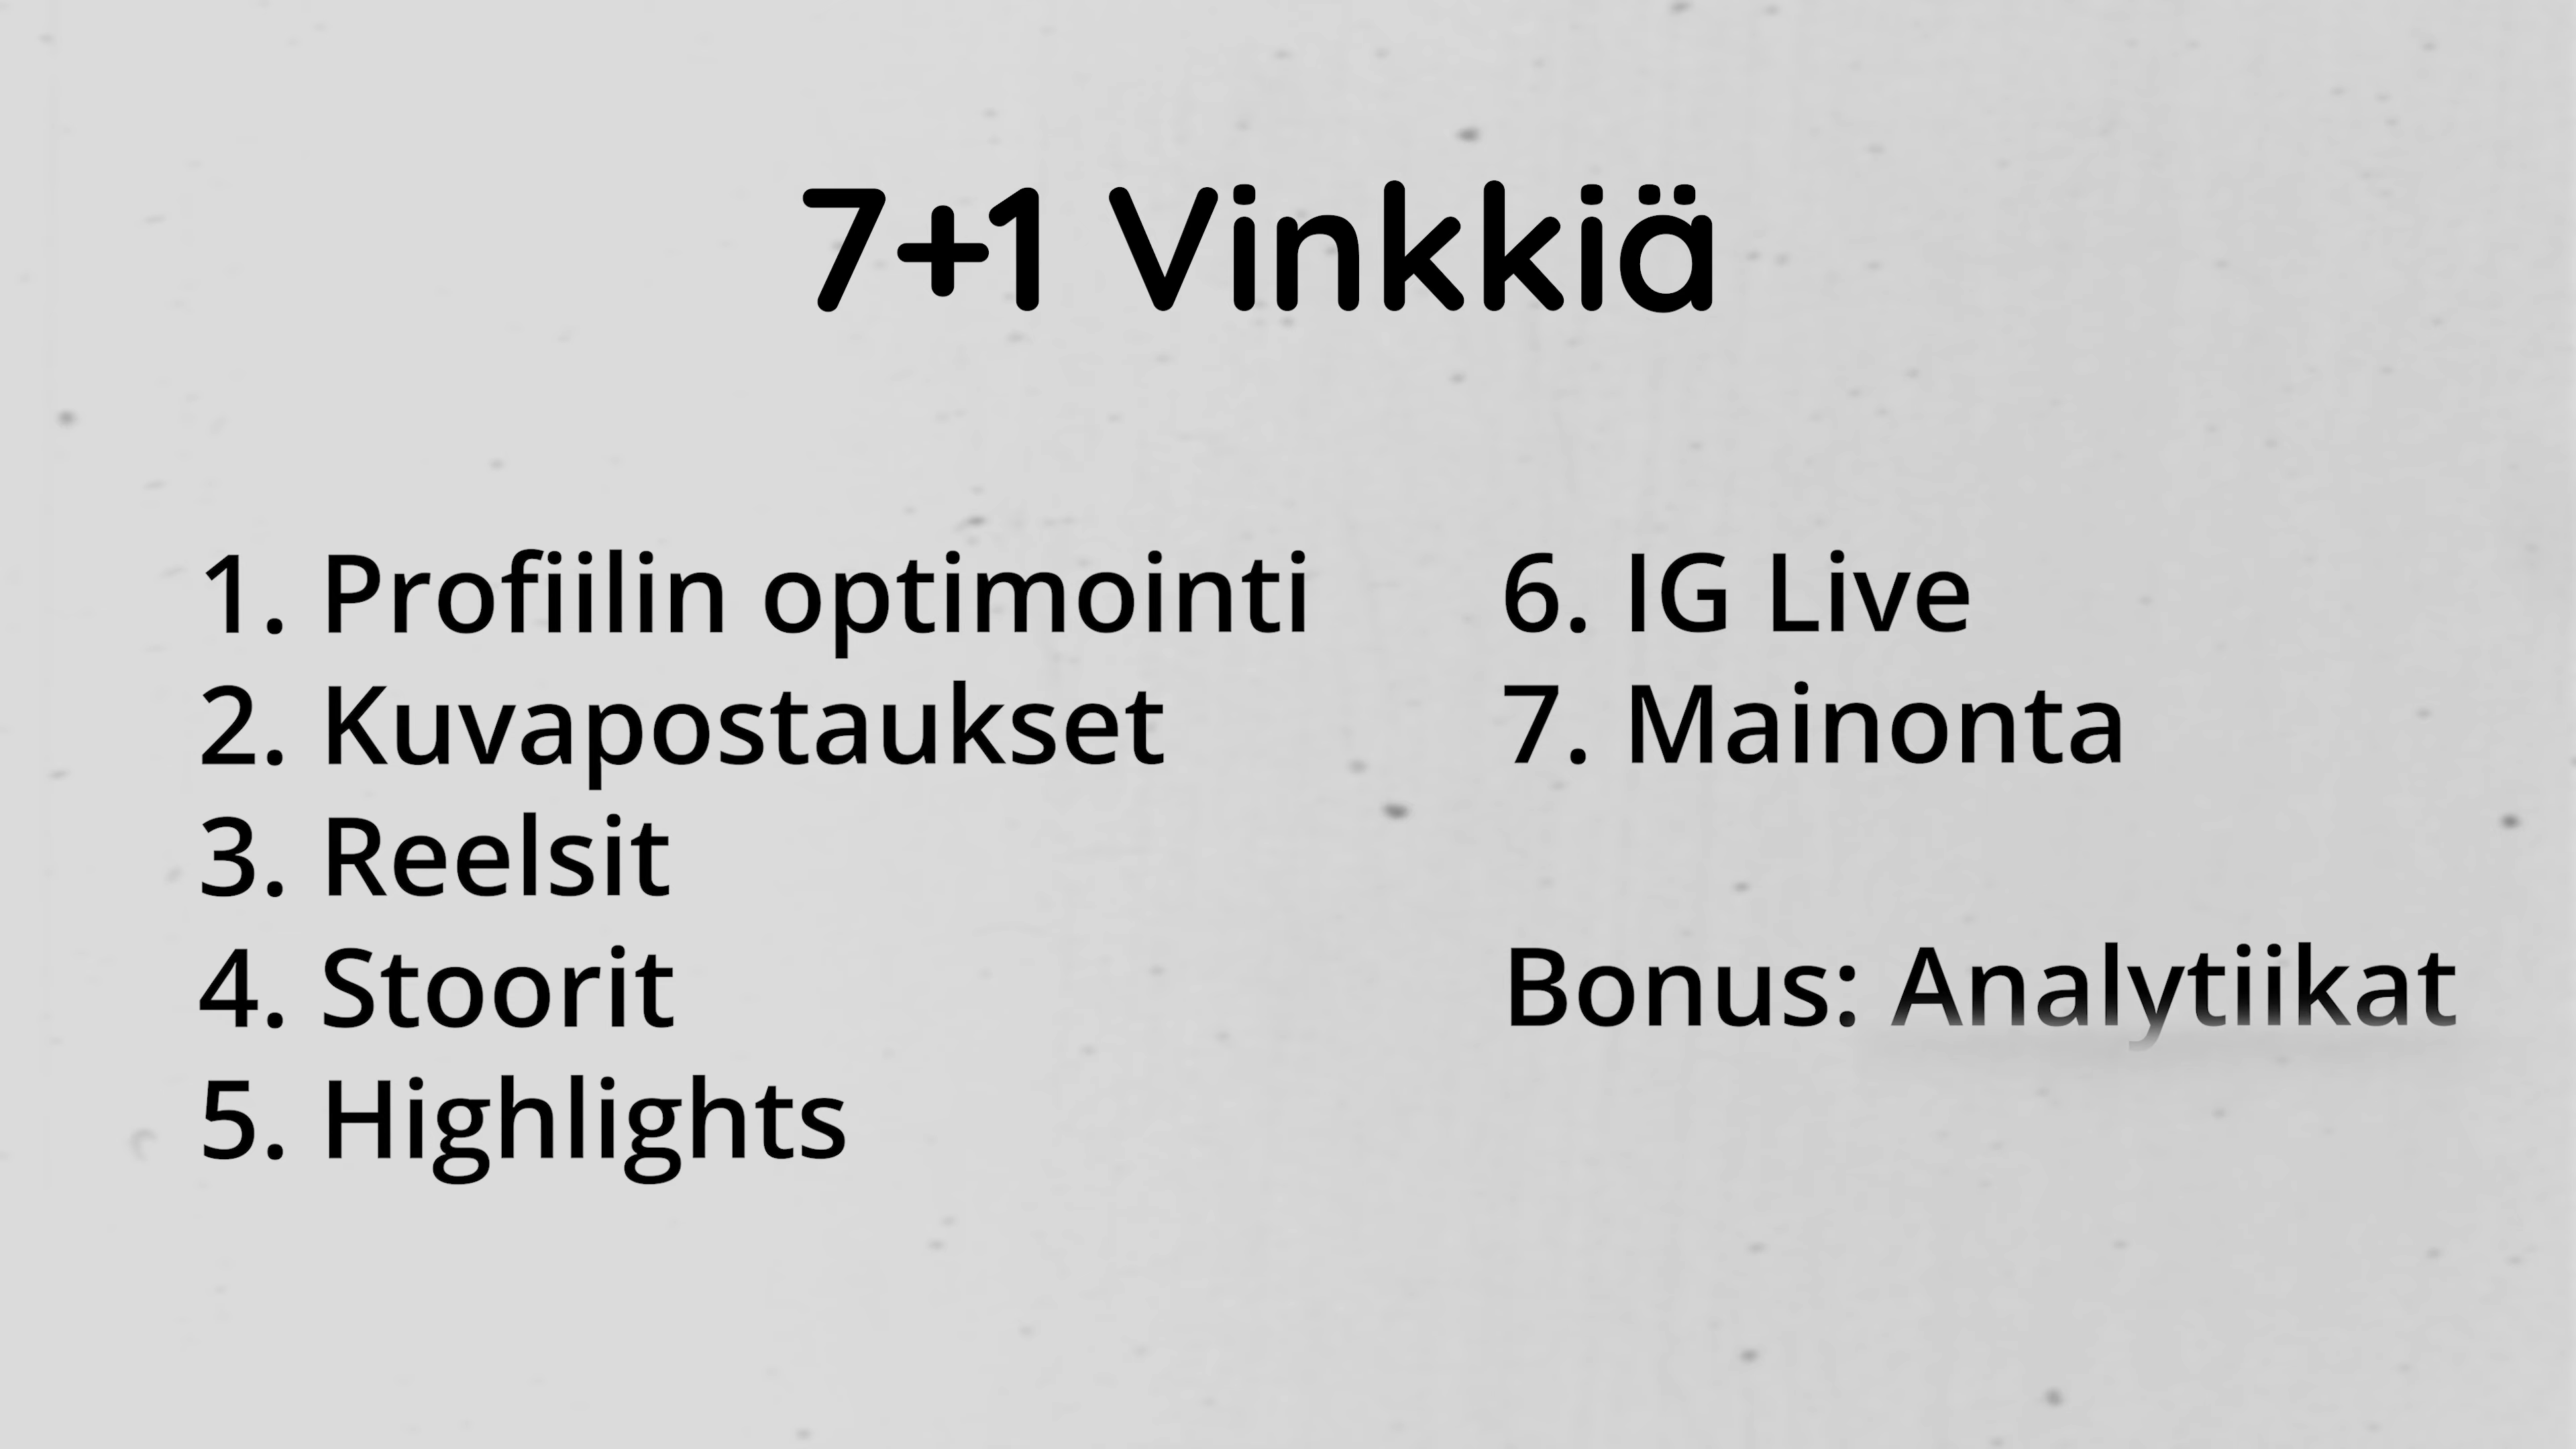 7+1 Vinkkiä
1. Profiilin optimointi
2. Kuvapostaukset
3. Reelsit
4. Stoorit
5. Highlights
6. IG Live
7. Mainonta
Bonus: Analytiikat